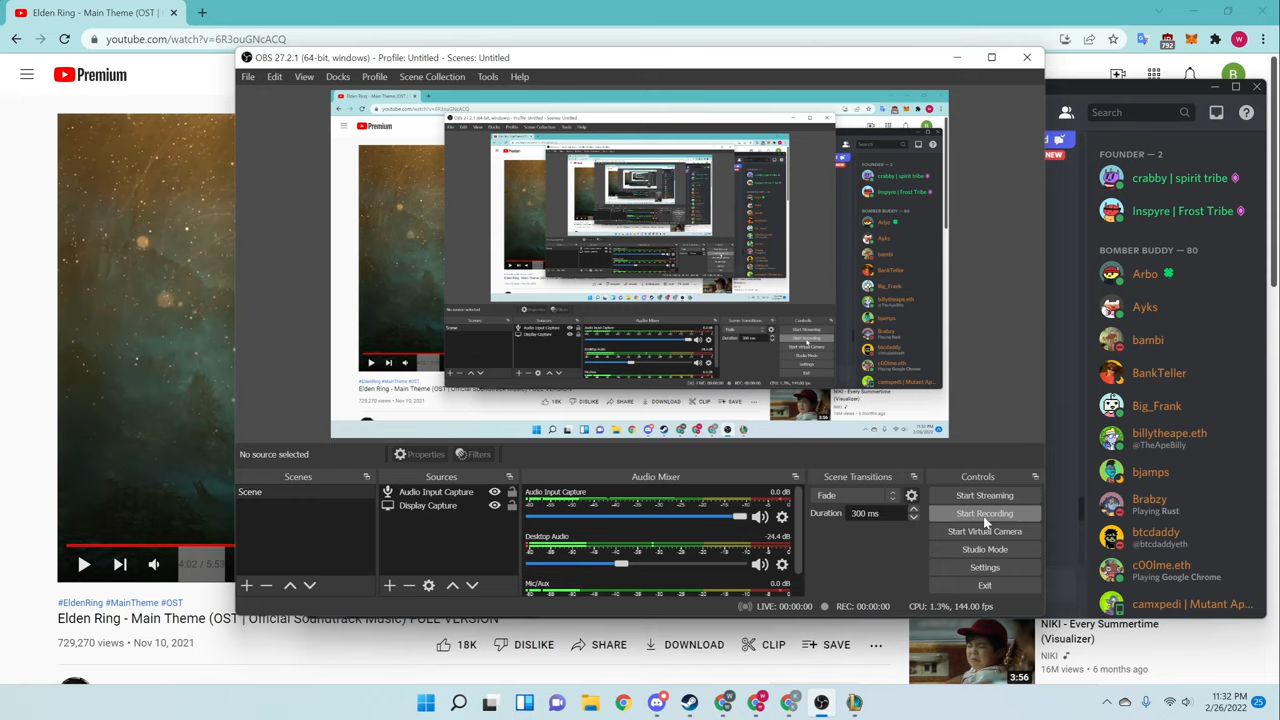 Elden Ring - Main Theme (OST |
youtube.com/watch?v=6R3ouGNcACQ
792
w
Premium
B
OBS 27.2.1 (64-bit, windows) - Profile: Untitled - Scenes: Untitled
File Edit View Docks Profile Scene Collection Tools Help
Search
NEW
FOUNDER — 2
crabby | spirit tribe
Inspyre | Frost Tribe
BOMBER BUDDY — 80
Arbo
Ayks
bambi
BankTeller
Big_Frank
billytheape.eth
@TheApeBilly
bjamps
Brabzy
Playing Rust
btcdaddy
@btcdaddyeth
c00lme.eth
Playing Google Chrome
camxpedi | Mutant Ap...
No source selected
Properties
Filters
Scenes
Sources
Audio Mixer
Scene Transitions
Controls
Scene
Audio Input Capture
Display Capture
Audio Input Capture 0.0 dB
Desktop Audio -24.4 dB
Mic/Aux 0.0 dB
Fade
Duration 300 ms
Start Streaming
Start Recording
Start Virtual Camera
Studio Mode
Settings
Exit
LIVE: 00:00:00 REC: 00:00:00 CPU: 1.3%, 144.00 fps
4:02 / 5:53
#EldenRing #MainTheme #OST
Elden Ring - Main Theme (OST | Official Soundtrack Music) FULL VERSION
729,270 views • Nov 10, 2021
18K DISLIKE SHARE DOWNLOAD CLIP SAVE ...
3:56
NIKI - Every Summertime
(Visualizer)
NIKI
16M views • 6 months ago
11:32 PM
2/26/2022
25